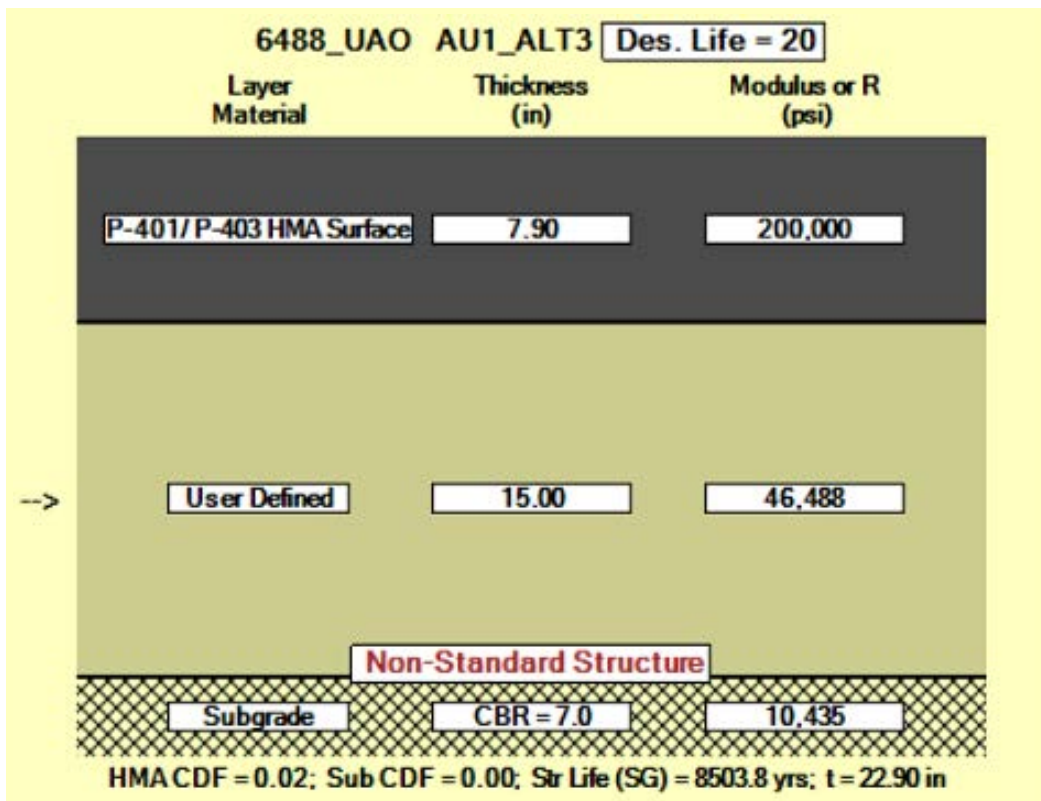 6488_UAO AU1_ALT3 Des. Life = 20
Layer Material Thickness (in) Modulus or R (psi)
P-401/ P-403 HMA Surface 7.90 200,000
--> User Defined 15.00 46,488
Non-Standard Structure
Subgrade CBR = 7.0 10,435
HMA CDF = 0.02; Sub CDF = 0.00; Str Life (SG) = 8503.8 yrs; t = 22.90 in